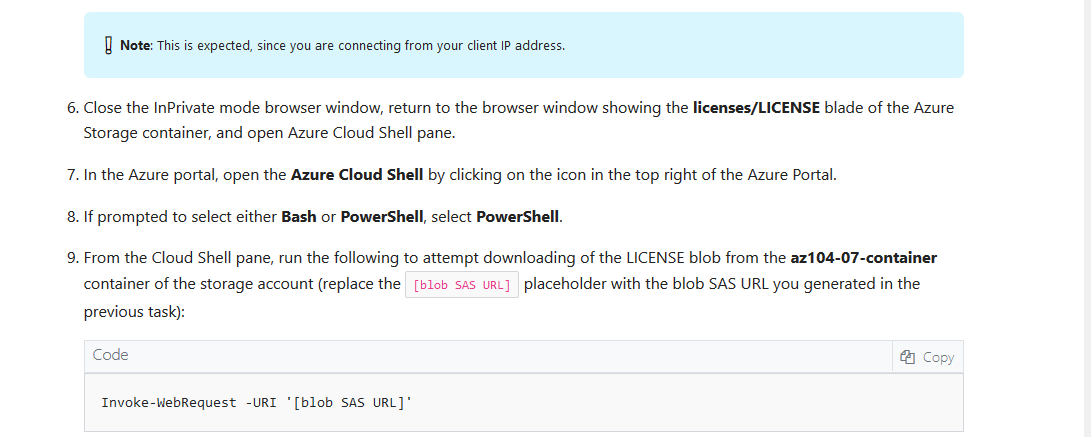 Note: This is expected, since you are connecting from your client IP address.
6. Close the InPrivate mode browser window, return to the browser window showing the licenses/LICENSE blade of the Azure
Storage container, and open Azure Cloud Shell pane.
7. In the Azure portal, open the Azure Cloud Shell by clicking on the icon in the top right of the Azure Portal.
8. If prompted to select either Bash or PowerShell, select PowerShell.
9. From the Cloud Shell pane, run the following to attempt downloading of the LICENSE blob from the az104-07-container
container of the storage account (replace the [blob SAS URL] placeholder with the blob SAS URL you generated in the
previous task):
Code Copy
Invoke-WebRequest -URI '[blob SAS URL]'